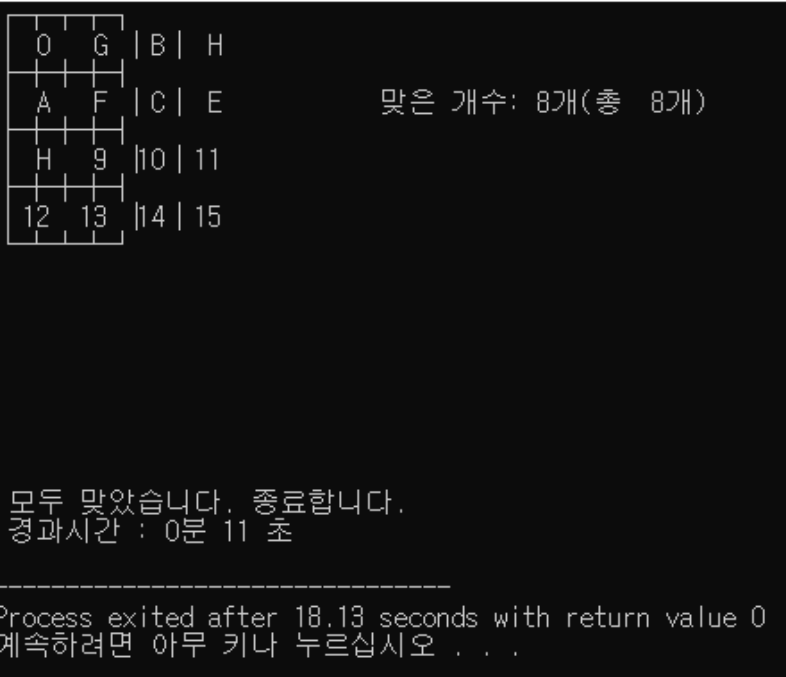 0 G |B| H
A F |C| E
맞은 개수: 8개(총 8개)
H 9 |10| 11
12 13 |14| 15
모두 맞았습니다. 종료합니다.
경과시간 : 0분 11 초
--------------------------------
Process exited after 18.13 seconds with return value 0
계속하려면 아무 키나 누르십시오 . . .